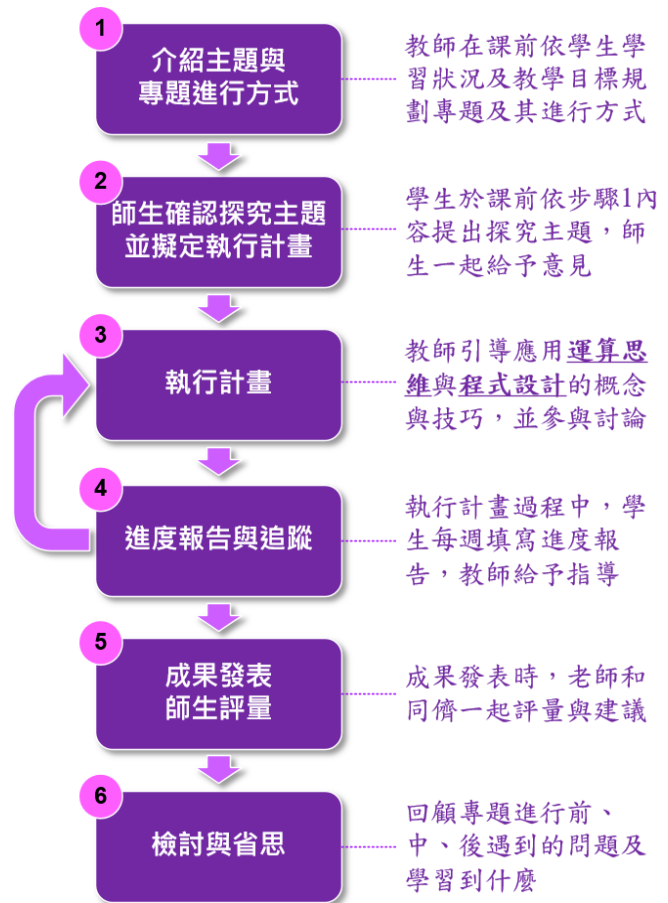 1
介紹主題與
專題進行方式
教師在課前依學生學
習狀況及教學目標規
劃專題及其進行方式
2
師生確認探究主題
並擬定執行計畫
學生於課前依步驟1內
容提出探究主題，師
生一起給予意見
3
執行計畫
教師引導應用運算思
維與程式設計的概念
與技巧，並參與討論
4
進度報告與追蹤
執行計畫過程中，學
生每週填寫進度報
告，教師給予指導
5
成果發表
師生評量
成果發表時，老師和
同儕一起評量與建議
6
檢討與省思
回顧專題進行前、
中、後遇到的問題及
學習到什麼